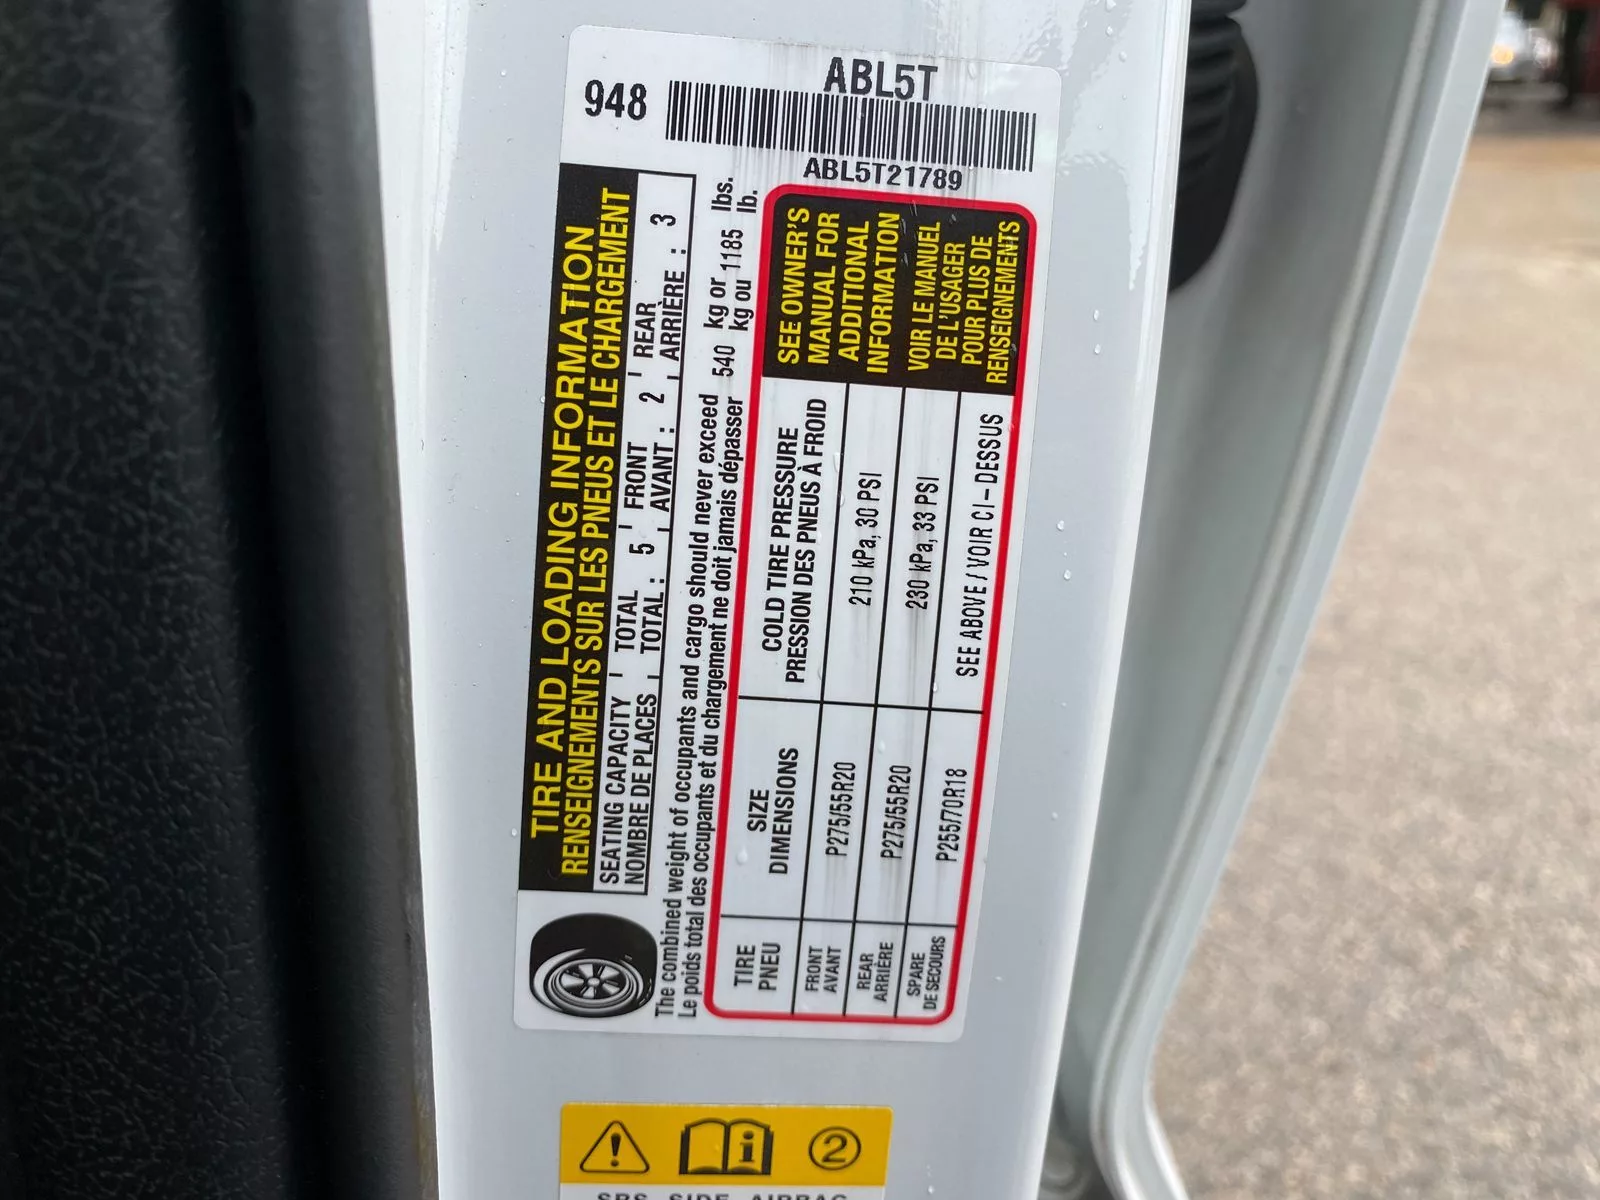 948
ABL5T
ABL5T21789
TIRE AND LOADING INFORMATION
RENSEIGNEMENTS SUR LES PNEUS ET LE CHARGEMENT
SEATING CAPACITY TOTAL 5 FRONT 2 REAR 3
NOMBRE DE PLACES TOTAL : AVANT : ARRIÈRE :
The combined weight of occupants and cargo should never exceed 540 kg or 1185 lbs.
Le poids total des occupants et du chargement ne doit jamais dépasser kg ou lb.
TIRE SIZE COLD TIRE PRESSURE
PNEU DIMENSIONS PRESSION DES PNEUS À FROID
FRONT P275/55R20 210 kPa, 30 PSI
AVANT
REAR P275/55R20 230 kPa, 33 PSI
ARRIÈRE
SPARE P255/70R18 SEE ABOVE / VOIR CI-DESSUS
DE SECOURS
SEE OWNER'S
MANUAL FOR
ADDITIONAL
INFORMATION
VOIR LE MANUEL
DE L'USAGER
POUR PLUS DE
RENSEIGNEMENTS
2
SRS SIDE AIRBAG